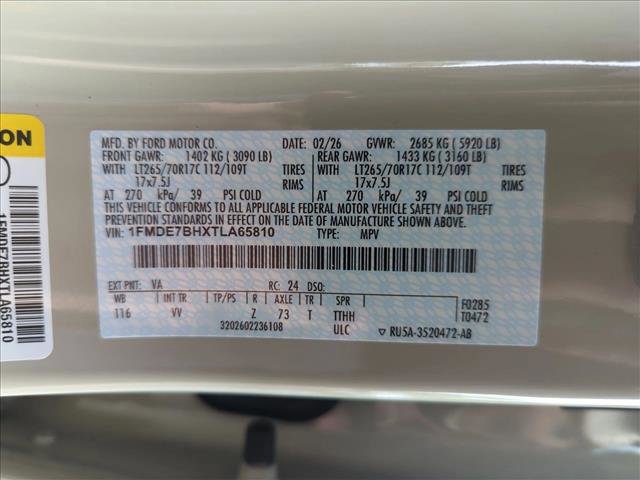 ON
1FMDE7BHXTLA65810
MFD. BY FORD MOTOR CO. DATE: 02/26 GVWR: 2685 KG ( 5920 LB)
FRONT GAWR: 1402 KG ( 3090 LB) REAR GAWR: 1433 KG ( 3160 LB)
WITH LT265/70R17C 112/109T TIRES WITH LT265/70R17C 112/109T TIRES
17x7.5J RIMS 17x7.5J RIMS
AT 270 kPa/ 39 PSI COLD AT 270 kPa/ 39 PSI COLD
THIS VEHICLE CONFORMS TO ALL APPLICABLE FEDERAL MOTOR VEHICLE SAFETY AND THEFT
PREVENTION STANDARDS IN EFFECT ON THE DATE OF MANUFACTURE SHOWN ABOVE.
VIN: 1FMDE7BHXTLA65810 TYPE: MPV
EXT PNT: VA RC: 24 DSO:
WB INT TR TP/PS R AXLE TR SPR F0285
116 VV Z 73 T TTHH T0472
3202602236108 ULC ▽ RU5A-3520472-AB